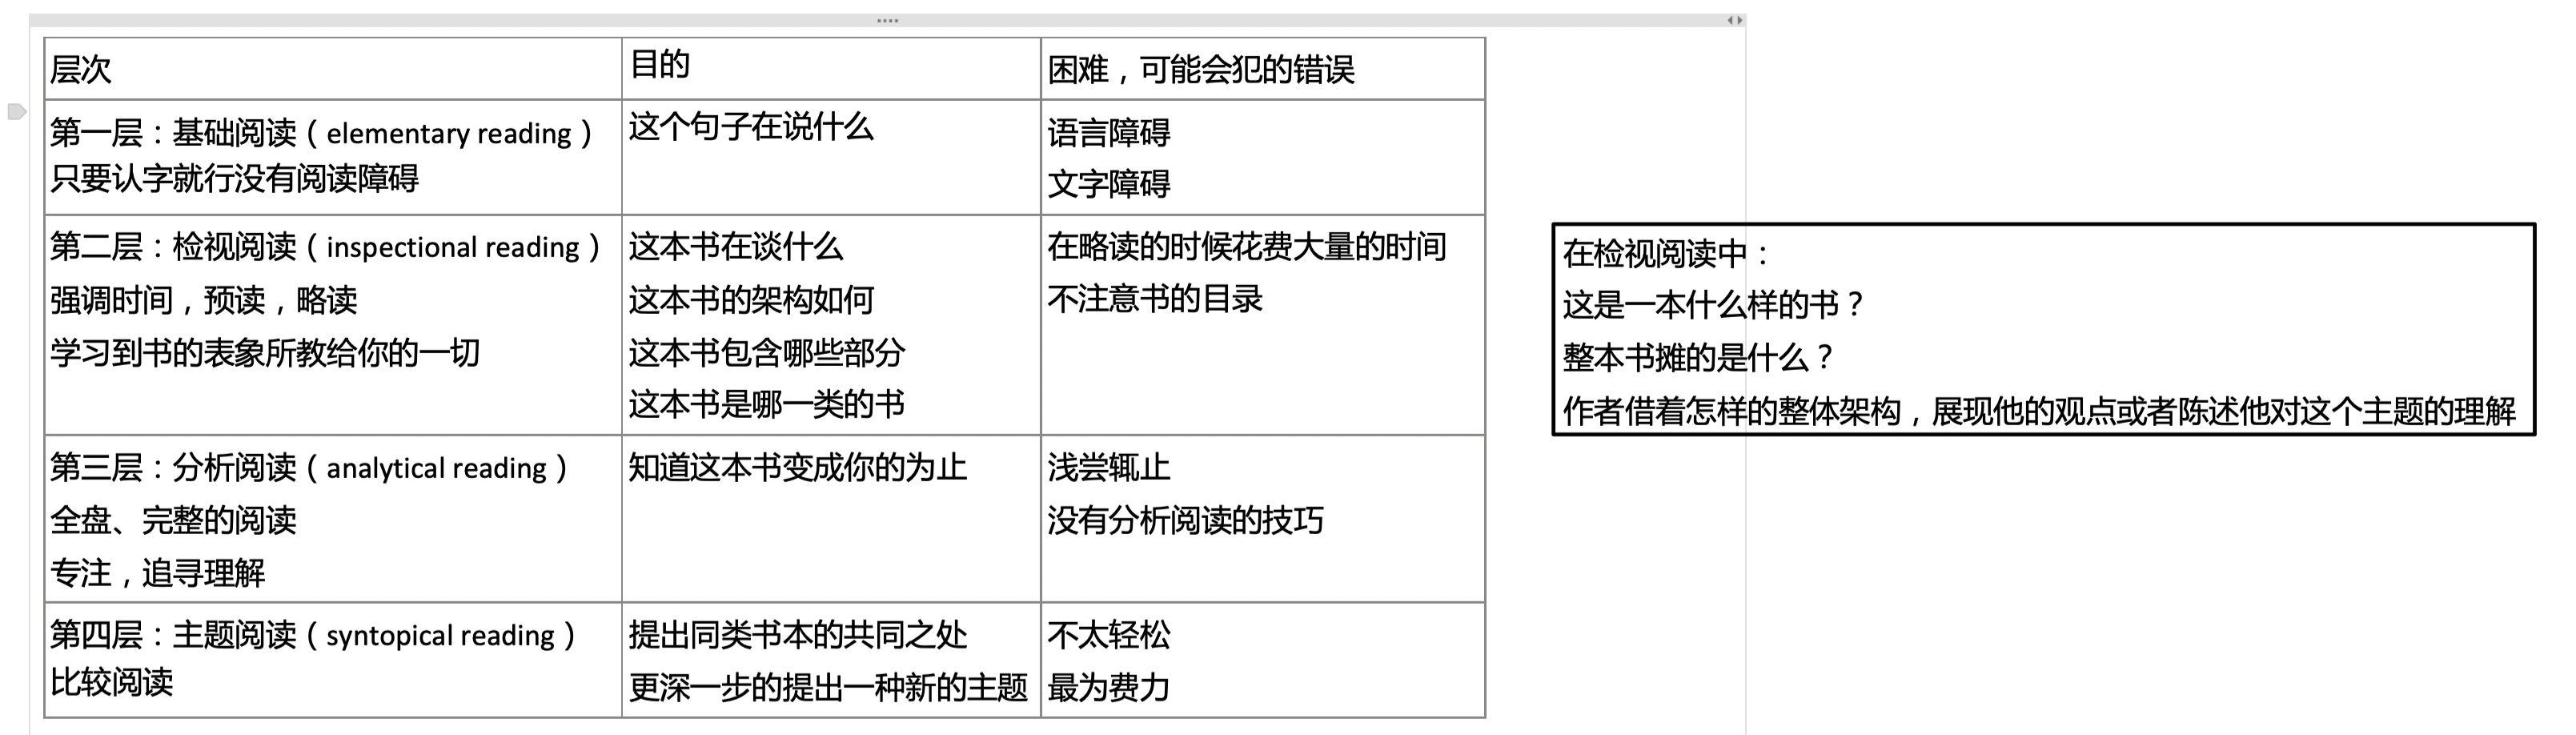 层次
目的
困难，可能会犯的错误
第一层：基础阅读（elementary reading）
只要认字就行没有阅读障碍
这个句子在说什么
语言障碍
文字障碍
第二层：检视阅读（inspectional reading）
强调时间，预读，略读
学习到书的表象所教给你的一切
这本书在谈什么
这本书的架构如何
这本书包含哪些部分
这本书是哪一类的书
在略读的时候花费大量的时间
不注意书的目录
第三层：分析阅读（analytical reading）
全盘、完整的阅读
专注，追寻理解
知道这本书变成你的为止
浅尝辄止
没有分析阅读的技巧
第四层：主题阅读（syntopical reading）
比较阅读
提出同类书本的共同之处
更深一步的提出一种新的主题
不太轻松
最为费力
在检视阅读中：
这是一本什么样的书？
整本书摊的是什么？
作者借着怎样的整体架构，展现他的观点或者陈述他对这个主题的理解